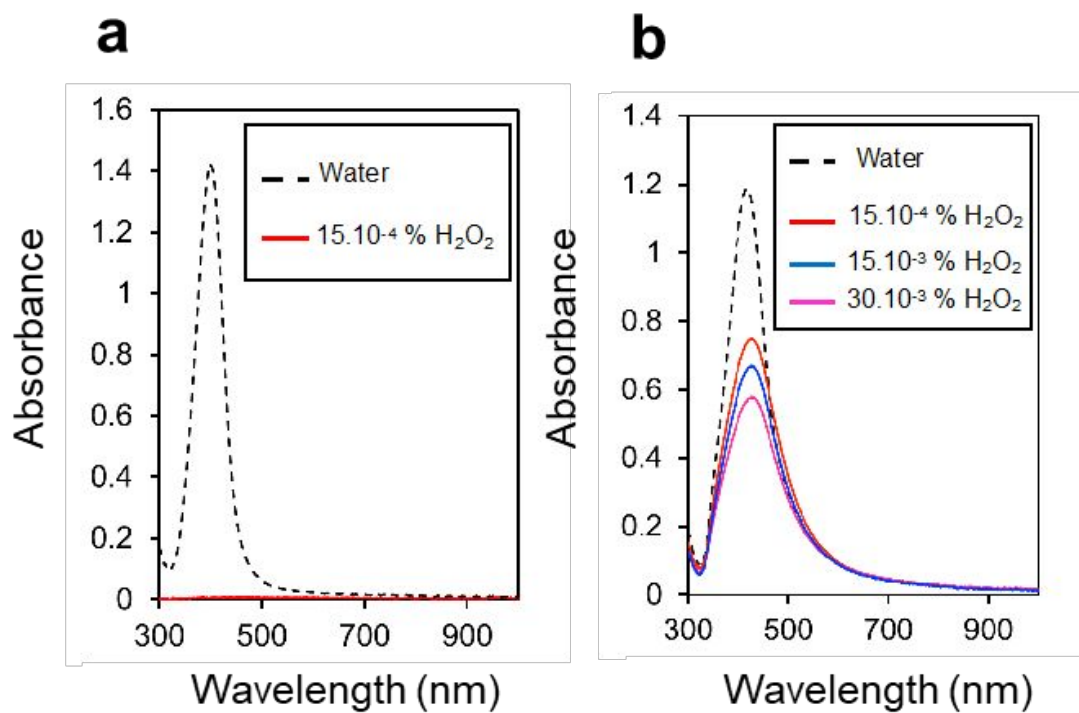 a
b
1.6
1.4
1.2
1
0.8
0.6
0.4
0.2
0
300
500
700
900
Absorbance
Wavelength (nm)
Water
15.10⁻⁴ % H₂O₂
1.4
1.2
1
0.8
0.6
0.4
0.2
0
300
500
700
900
Absorbance
Wavelength (nm)
Water
15.10⁻⁴ % H₂O₂
15.10⁻³ % H₂O₂
30.10⁻³ % H₂O₂